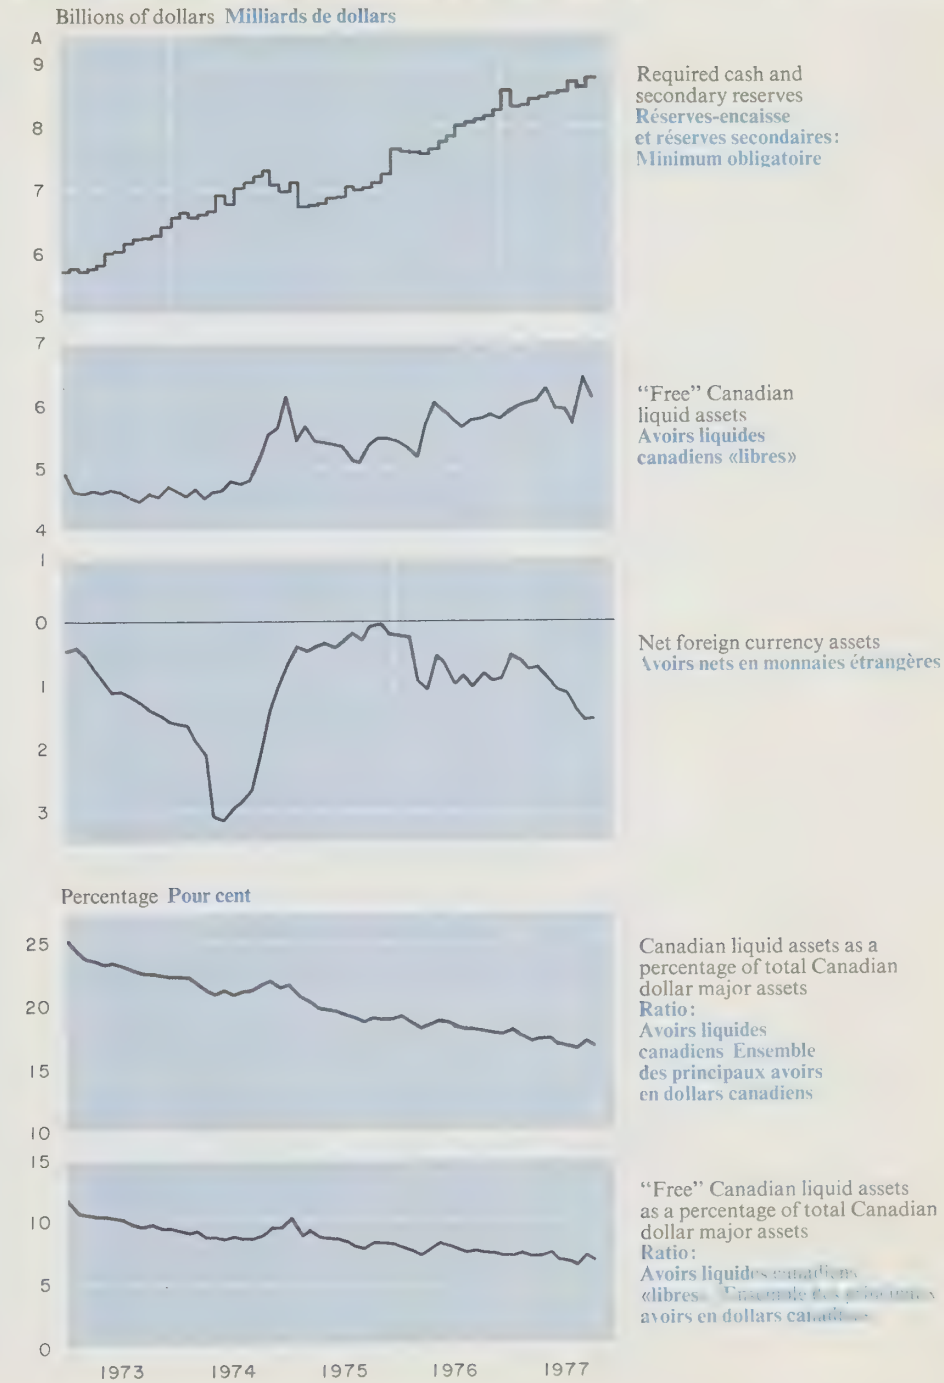 Billions of dollars Milliards de dollars
A
9
8
7
6
5
Required cash and
secondary reserves
Réserves-encaisse
et réserves secondaires:
Minimum obligatoire
7
6
5
4
"Free" Canadian
liquid assets
Avoirs liquides
canadiens «libres»
1
0
1
2
3
Net foreign currency assets
Avoirs nets en monnaies étrangères
Percentage Pour cent
25
20
15
10
Canadian liquid assets as a
percentage of total Canadian
dollar major assets
Ratio:
Avoirs liquides
canadiens Ensemble
des principaux avoirs
en dollars canadiens
15
10
5
0
"Free" Canadian liquid assets
as a percentage of total Canadian
dollar major assets
Ratio:
Avoirs liquides
«libres»
avoirs en dollars
1973 1974 1975 1976 1977